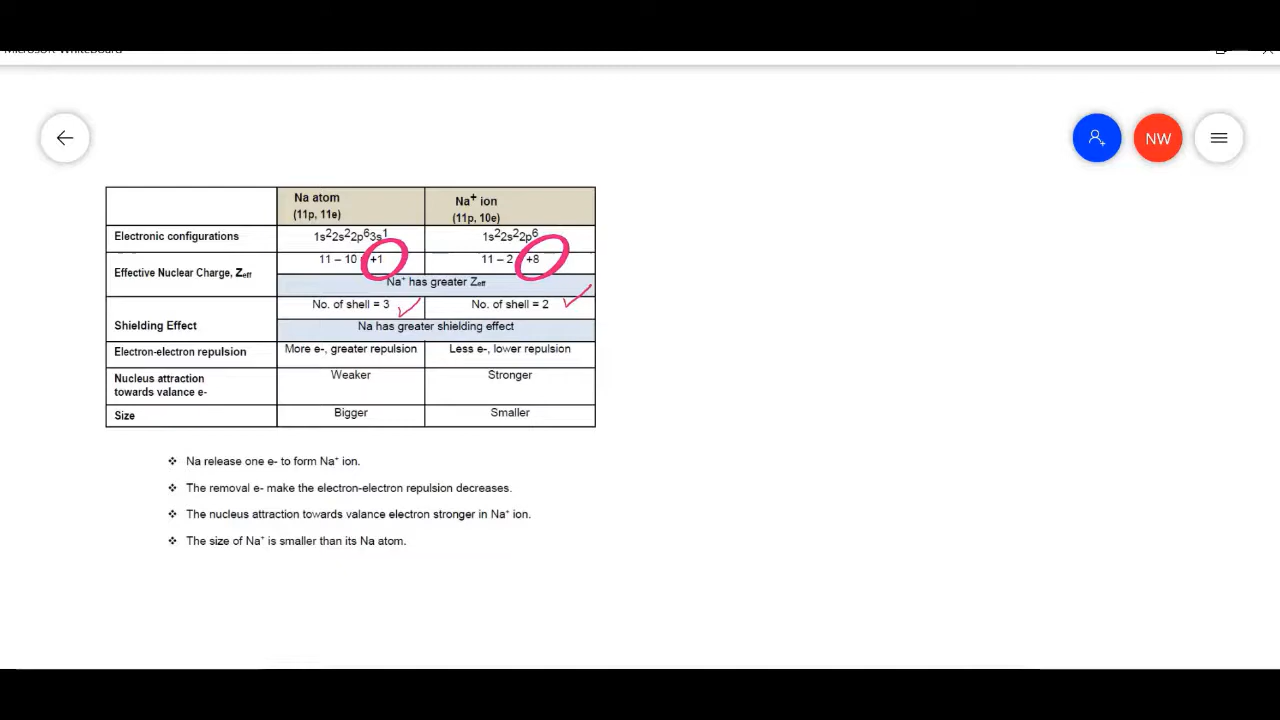 Microsoft Whiteboard
NW
Na atom
(11p, 11e)
Na⁺ ion
(11p, 10e)
Electronic configurations
1s²2s²2p⁶3s¹
1s²2s²2p⁶
Effective Nuclear Charge, Zeff
11 – 10 +1
11 – 2 +8
Na⁺ has greater Zeff
Shielding Effect
No. of shell = 3
No. of shell = 2
Na has greater shielding effect
Electron-electron repulsion
More e-, greater repulsion
Less e-, lower repulsion
Nucleus attraction
towards valance e-
Weaker
Stronger
Size
Bigger
Smaller
❖ Na release one e- to form Na⁺ ion.
❖ The removal e- make the electron-electron repulsion decreases.
❖ The nucleus attraction towards valance electron stronger in Na⁺ ion.
❖ The size of Na⁺ is smaller than its Na atom.